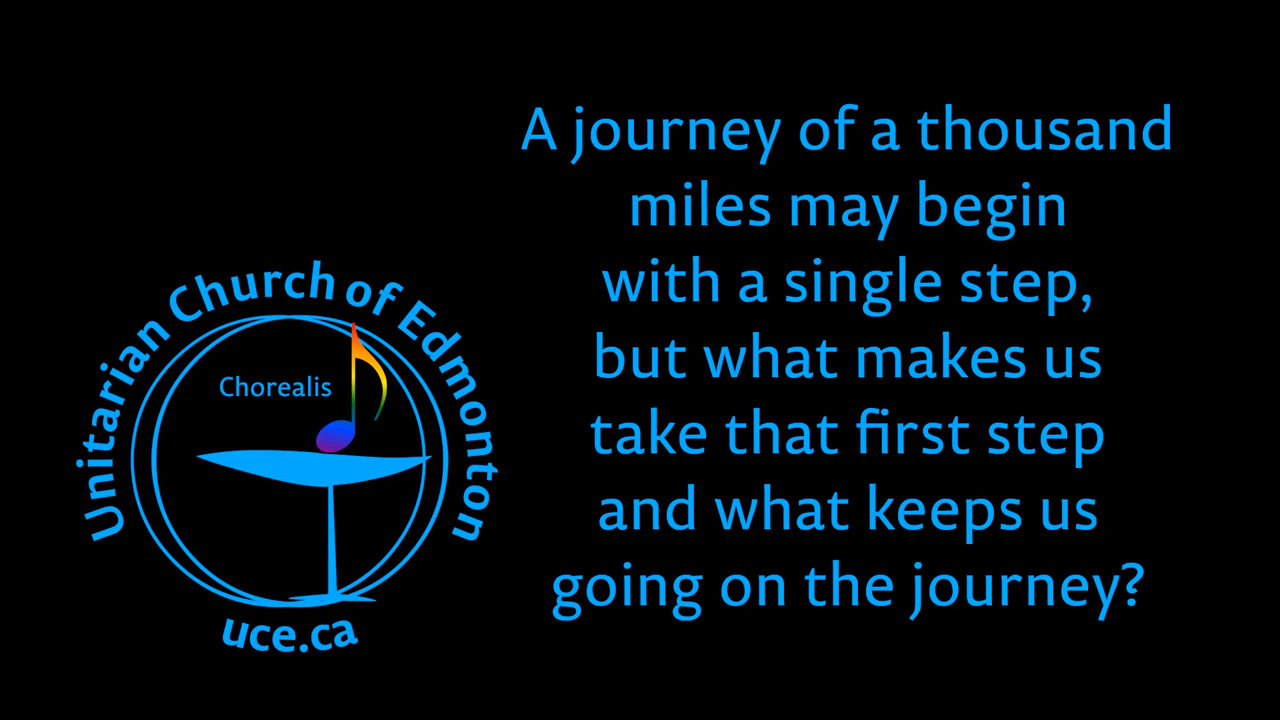 Unitarian Church of Edmonton
Chorealis
uce.ca
A journey of a thousand
miles may begin
with a single step,
but what makes us
take that first step
and what keeps us
going on the journey?